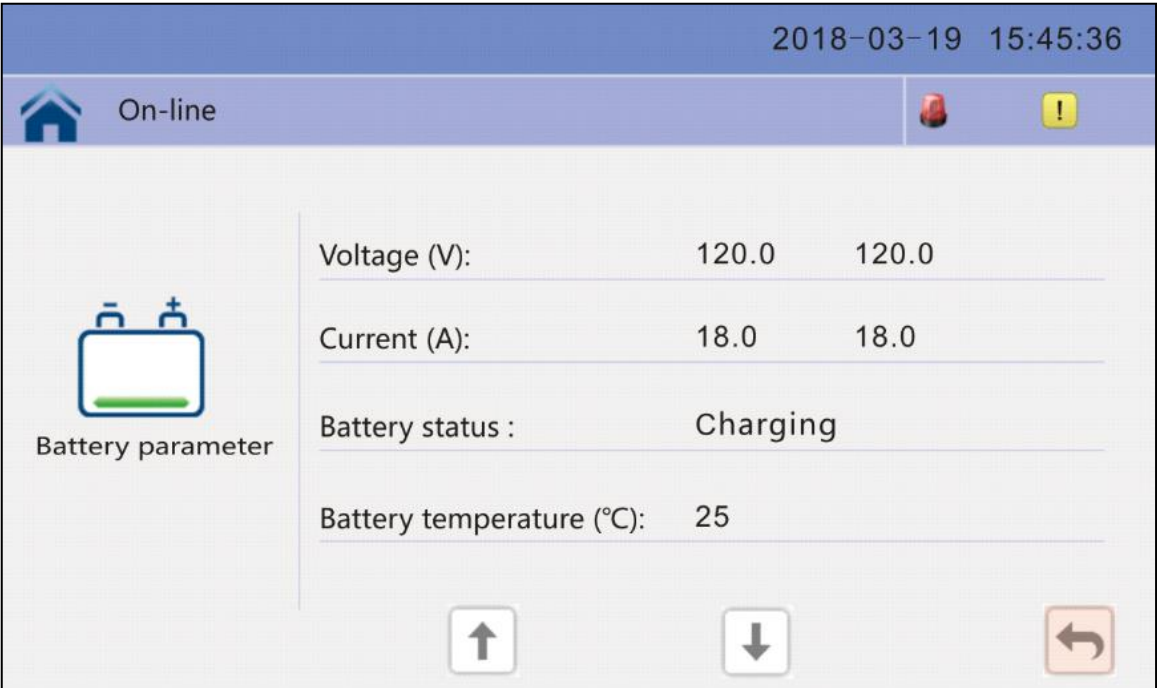 2018-03-19 15:45:36
On-line
!
Voltage (V): 120.0 120.0
Current (A): 18.0 18.0
Battery status : Charging
Battery parameter
Battery temperature (℃): 25